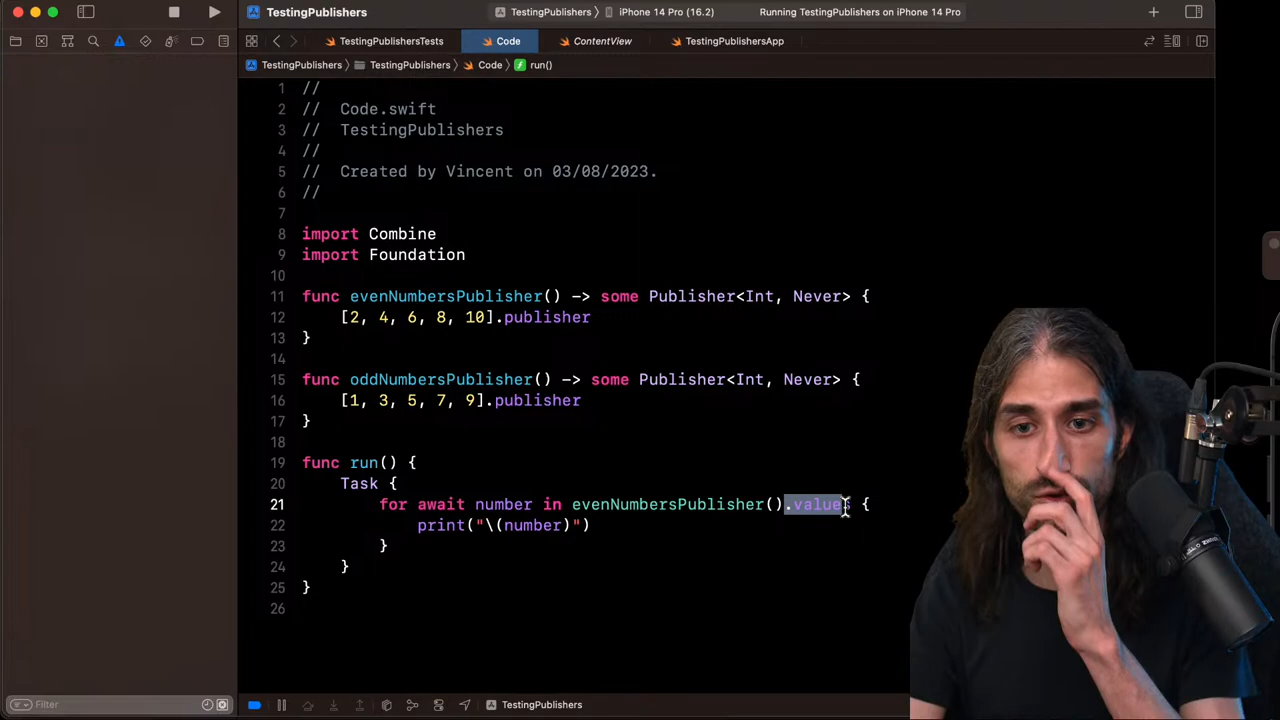 TestingPublishers
TestingPublishers
iPhone 14 Pro (16.2)
Running TestingPublishers on iPhone 14 Pro
TestingPublishersTests
Code
ContentView
TestingPublishersApp
TestingPublishers
TestingPublishers
Code
run()
1 //
2 // Code.swift
3 // TestingPublishers
4 //
5 // Created by Vincent on 03/08/2023.
6 //
7
8 import Combine
9 import Foundation
10
11 func evenNumbersPublisher() -> some Publisher<Int, Never> {
12 [2, 4, 6, 8, 10].publisher
13 }
14
15 func oddNumbersPublisher() -> some Publisher<Int, Never> {
16 [1, 3, 5, 7, 9].publisher
17 }
18
19 func run() {
20 Task {
21 for await number in evenNumbersPublisher().values {
22 print("\(number)")
23 }
24 }
25 }
26
Filter
TestingPublishers